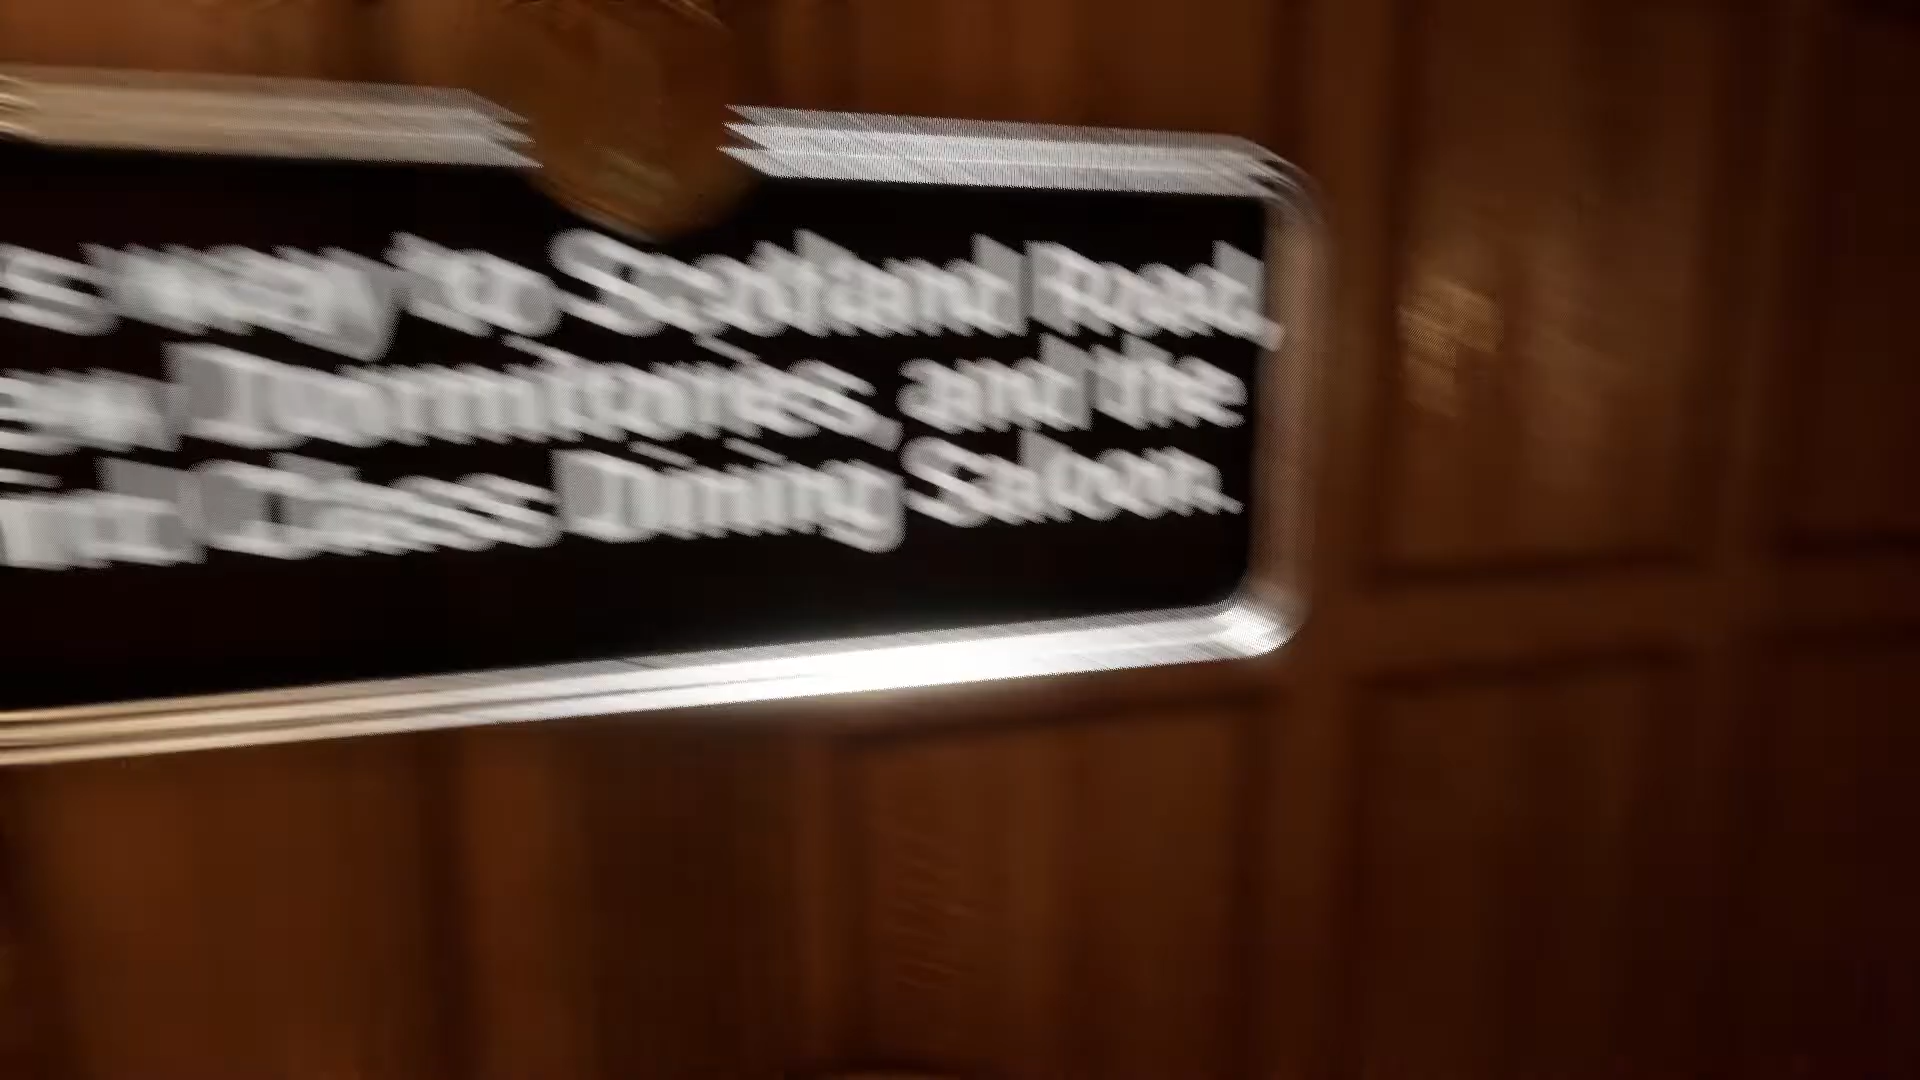 way to Scotland Road,
Dormitories, and the
Class Dining Saloon.